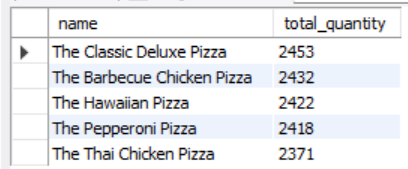 name total_quantity
The Classic Deluxe Pizza 2453
The Barbecue Chicken Pizza 2432
The Hawaiian Pizza 2422
The Pepperoni Pizza 2418
The Thai Chicken Pizza 2371